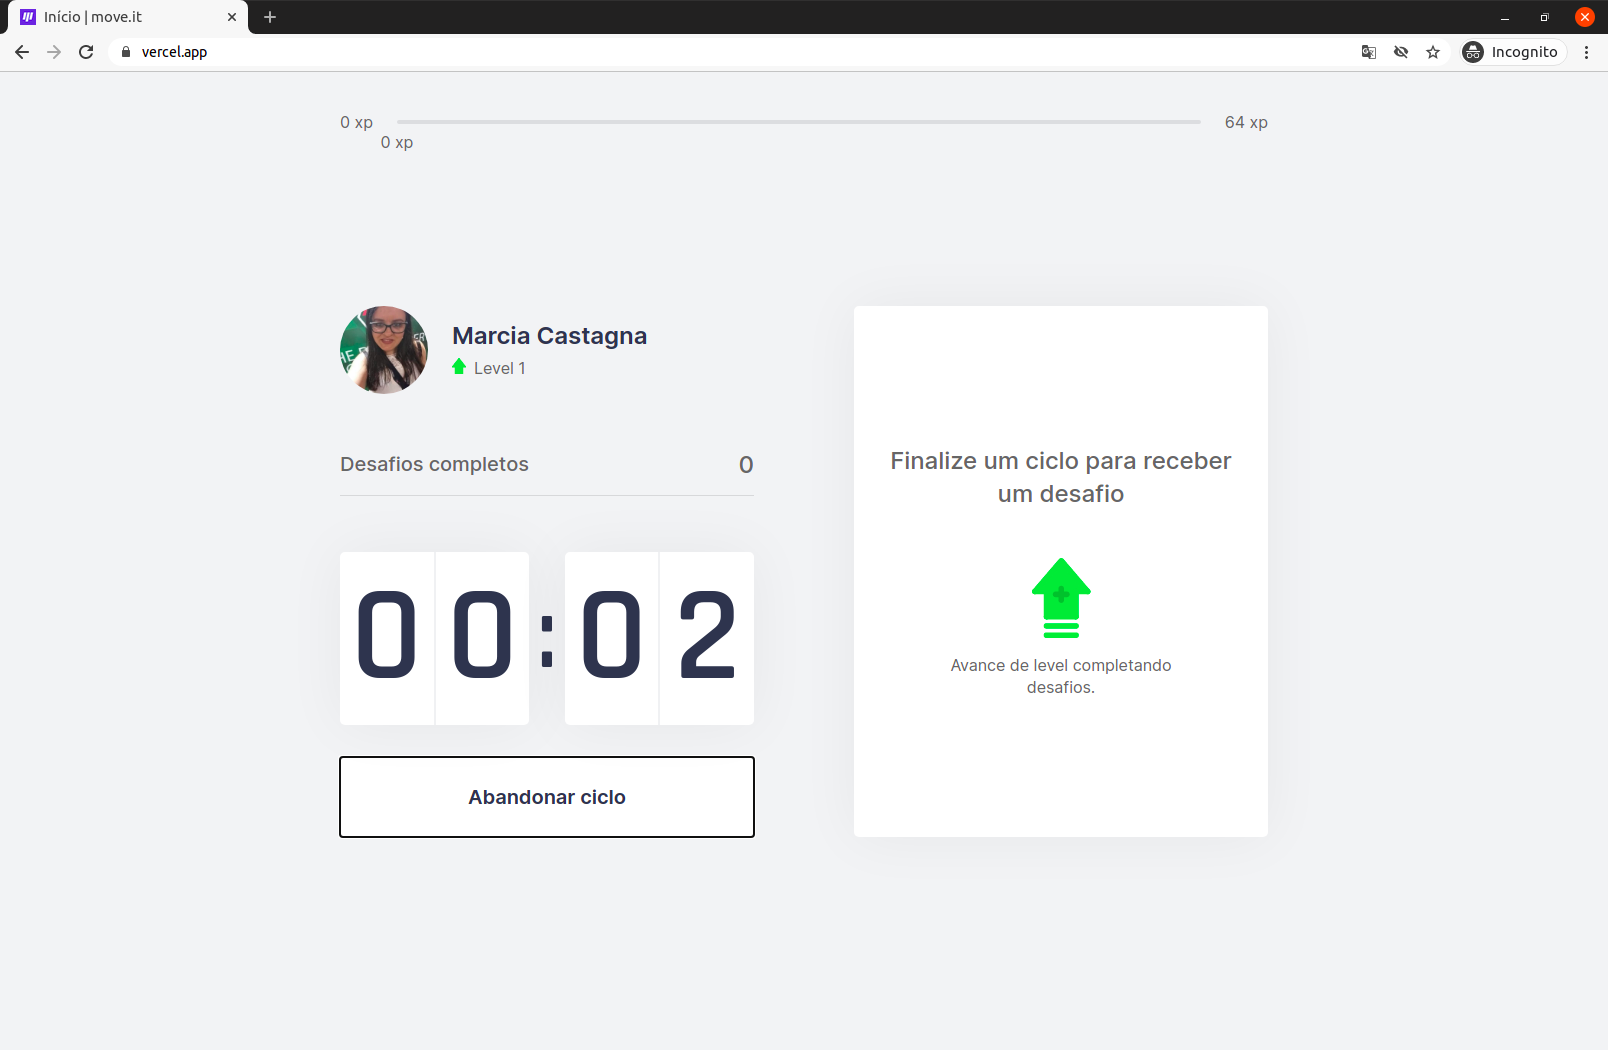 Início | move.it
vercel.app
Incognito
0 xp
64 xp
0 xp
Marcia Castagna
Level 1
Desafios completos
0
00:02
Abandonar ciclo
Finalize um ciclo para receber
um desafio
Avance de level completando
desafios.